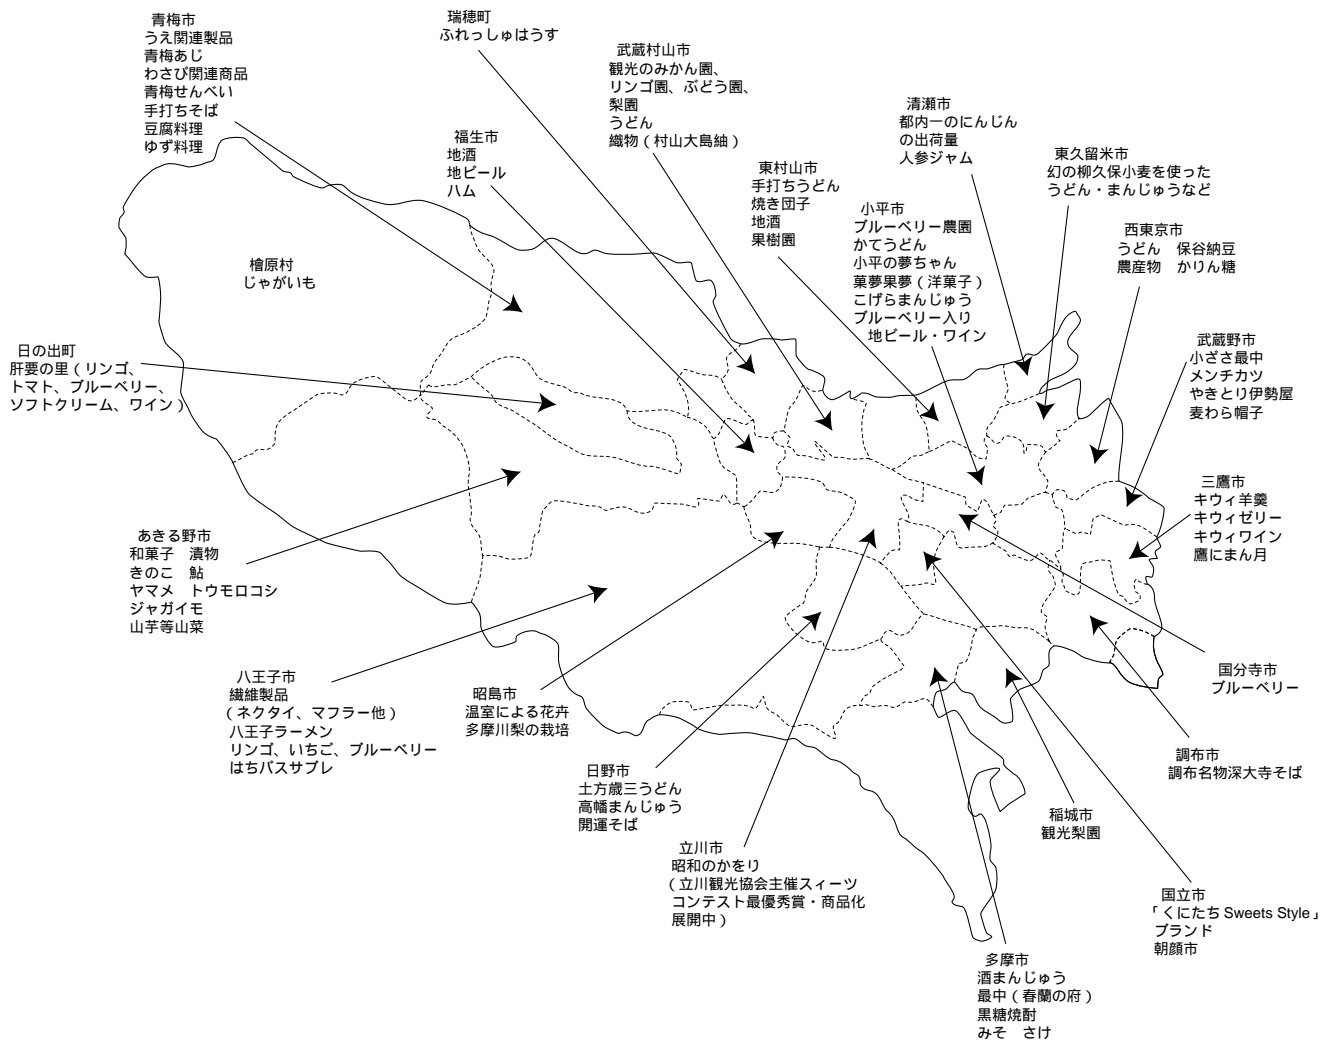 青梅市
うえ関連製品
青梅あじ
わさび関連商品
青梅せんべい
手打ちそば
豆腐料理
ゆず料理
瑞穂町
ふれっしゅはうす
武蔵村山市
観光のみかん園、
リンゴ園、ぶどう園、
梨園
うどん
織物（村山大島紬）
福生市
地酒
地ビール
ハム
東村山市
手打ちうどん
焼き団子
地酒
果樹園
清瀬市
都内一のにんじん
の出荷量
人参ジャム
東久留米市
幻の柳久保小麦を使った
うどん・まんじゅうなど
小平市
ブルーベリー農園
かてうどん
小平の夢ちゃん
菓夢果夢（洋菓子）
こげらまんじゅう
ブルーベリー入り
地ビール・ワイン
西東京市
うどん　保谷納豆
農産物　かりん糖
檜原村
じゃがいも
日の出町
肝要の里（リンゴ、
トマト、ブルーベリー、
ソフトクリーム、ワイン）
武蔵野市
小ざさ最中
メンチカツ
やきとり伊勢屋
麦わら帽子
三鷹市
キウィ羊羹
キウィゼリー
キウィワイン
鷹にまん月
あきる野市
和菓子　漬物
きのこ　鮎
ヤマメ　トウモロコシ
ジャガイモ
山芋等山菜
八王子市
繊維製品
（ネクタイ、マフラー他）
八王子ラーメン
リンゴ、いちご、ブルーベリー
はちバスサブレ
昭島市
温室による花卉
多摩川梨の栽培
日野市
土方歳三うどん
高幡まんじゅう
開運そば
立川市
昭和のかをり
（立川観光協会主催スィーツ
コンテスト最優秀賞・商品化
展開中）
国分寺市
ブルーベリー
調布市
調布名物深大寺そば
稲城市
観光梨園
国立市
「くにたち Sweets Style」
ブランド
朝顔市
多摩市
酒まんじゅう
最中（春蘭の府）
黒糖焼酎
みそ　さけ